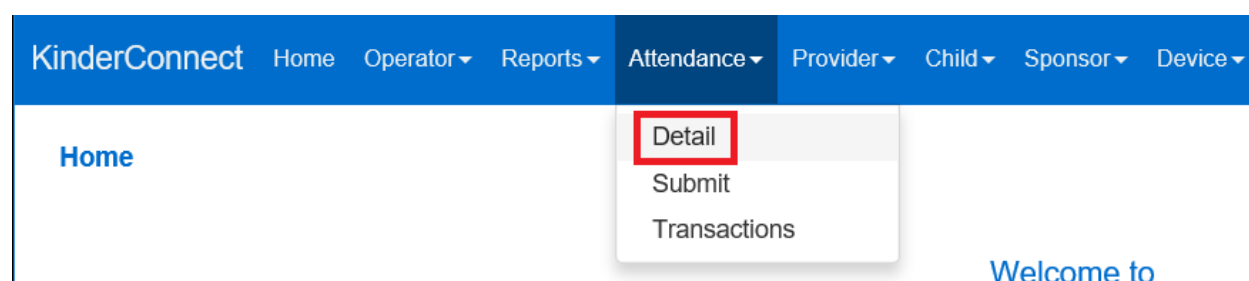 KinderConnect Home Operator Reports Attendance Provider Child Sponsor Device
Home
Detail
Submit
Transactions
Welcome to